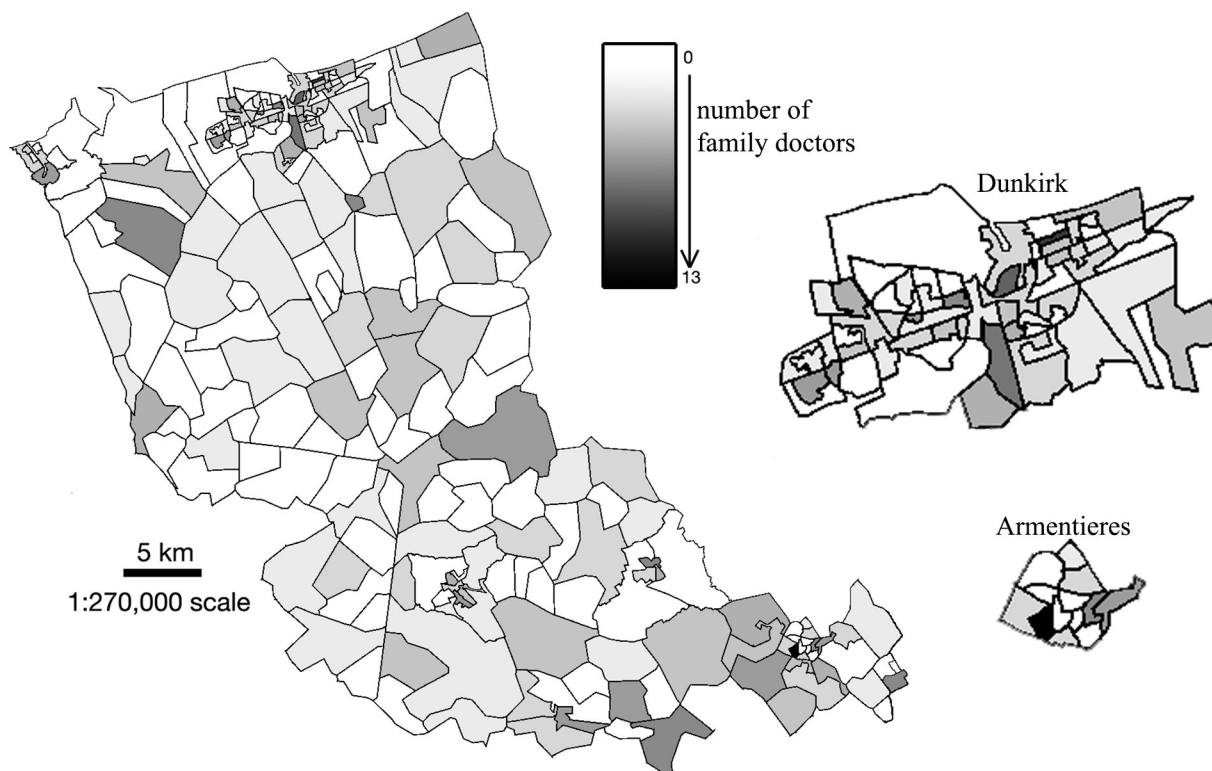 0
number of
family doctors
13
Dunkirk
Armentieres
5 km
1:270,000 scale